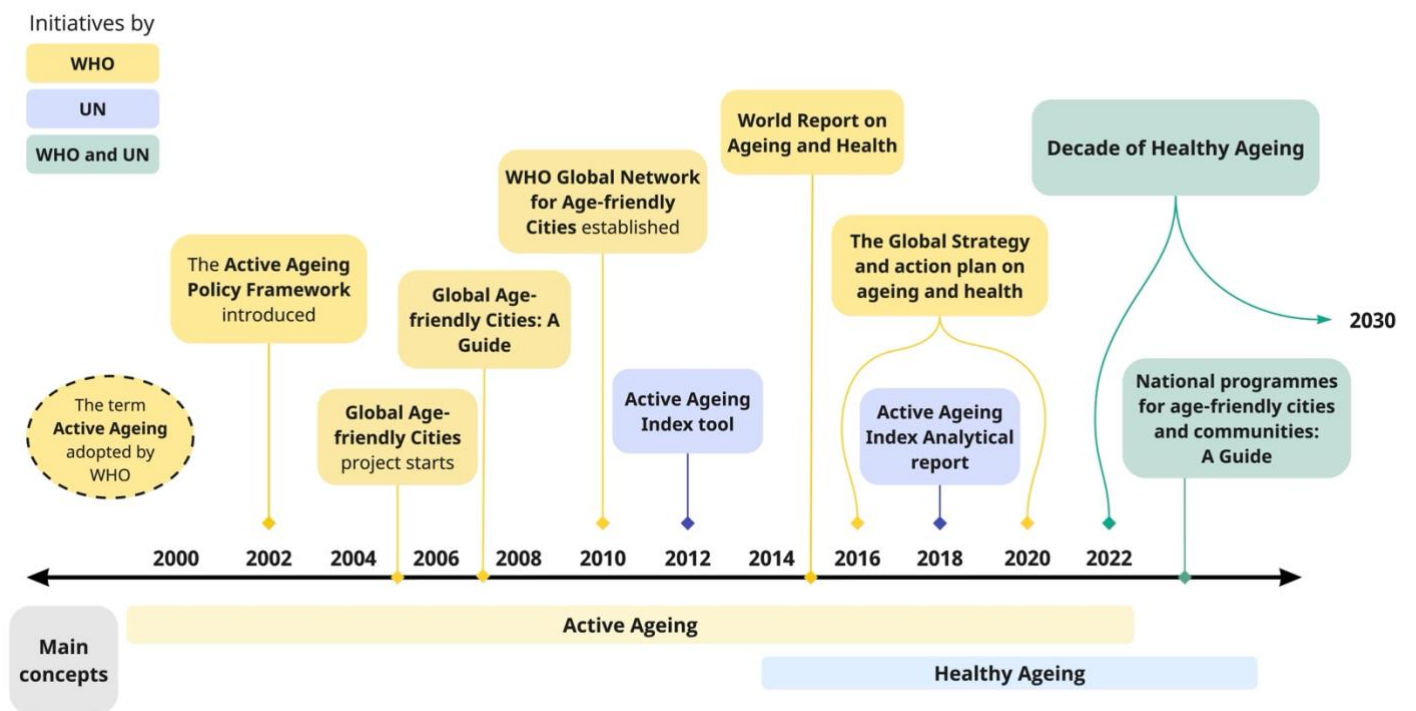 Initiatives by
WHO
UN
WHO and UN
The term
Active Ageing
adopted by
WHO
The Active Ageing
Policy Framework
introduced
Global Age-
friendly Cities
project starts
Global Age-
friendly Cities: A
Guide
WHO Global Network
for Age-friendly
Cities established
Active Ageing
Index tool
World Report on
Ageing and Health
The Global Strategy
and action plan on
ageing and health
Active Ageing
Index Analytical
report
Decade of Healthy Ageing
2030
National programmes
for age-friendly cities
and communities:
A Guide
2000 2002 2004 2006 2008 2010 2012 2014 2016 2018 2020 2022
Main
concepts
Active Ageing
Healthy Ageing